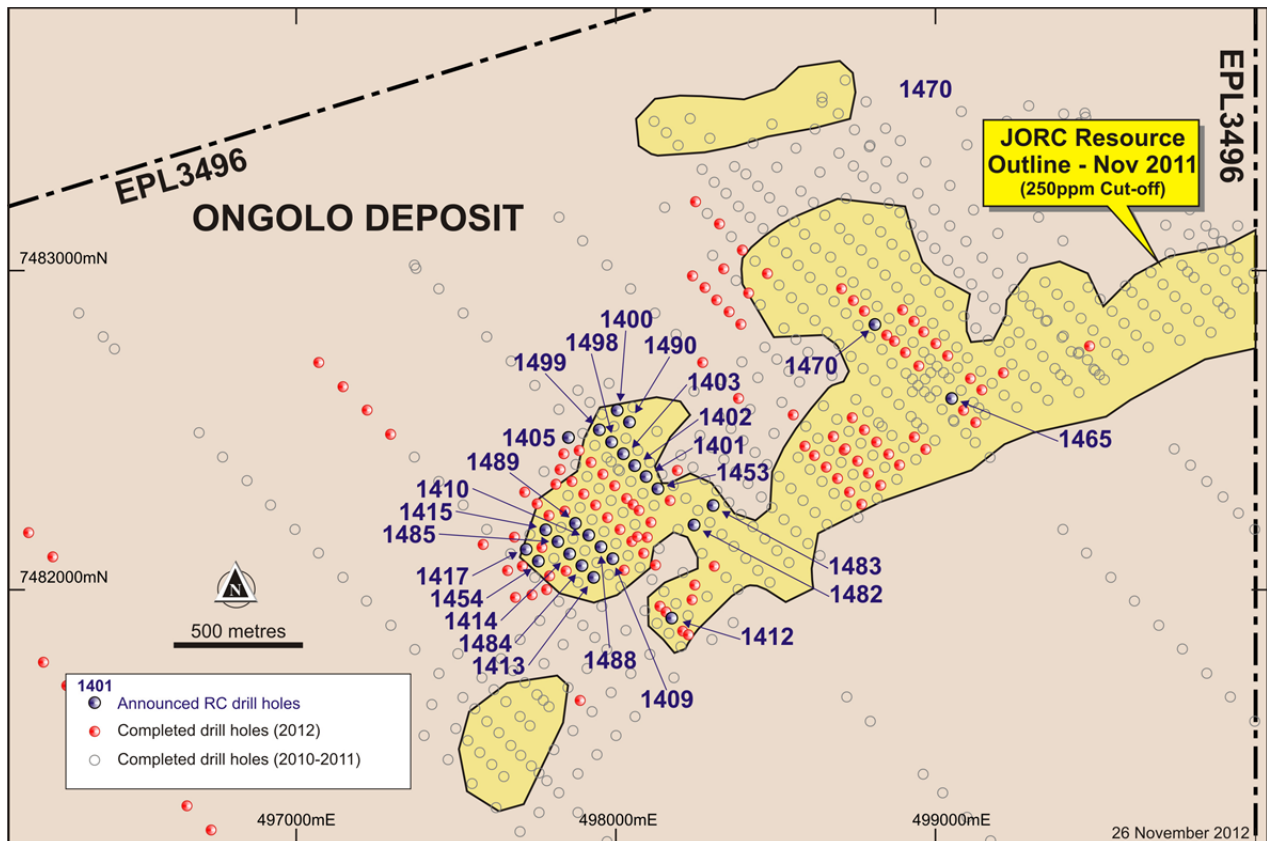 1470
EPL3496
JORC Resource
Outline - Nov 2011
(250ppm Cut-off)
EPL3496
ONGOLO DEPOSIT
7483000mN
1400
1498
1490
1499
1403
1470
1402
1405
1401
1465
1489
1453
1410
1415
1485
1483
7482000mN
1417
1482
1454
1414
N
500 metres
1484
1412
1413
1488
1409
1401
Announced RC drill holes
Completed drill holes (2012)
Completed drill holes (2010-2011)
497000mE
498000mE
499000mE
26 November 2012